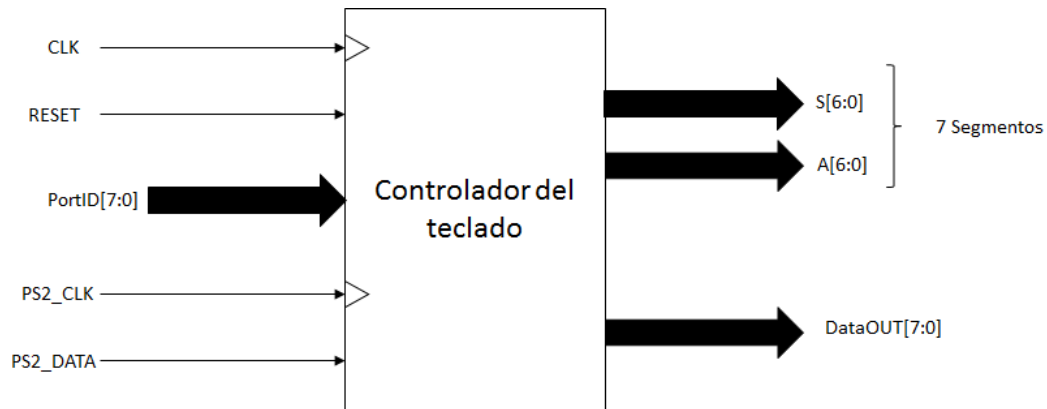 CLK
RESET
PortID[7:0]
PS2_CLK
PS2_DATA
Controlador del
teclado
S[6:0]
A[6:0]
7 Segmentos
DataOUT[7:0]